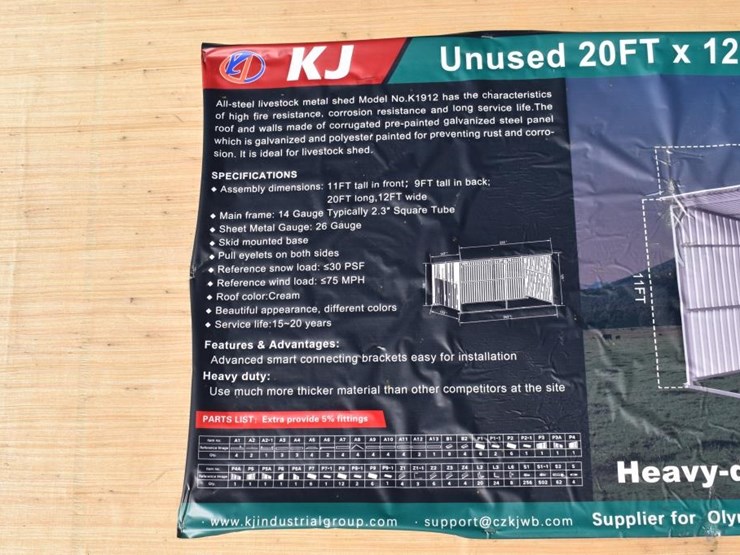 KJ
Unused 20FT x 12
All-steel livestock metal shed Model No.K1912 has the characteristics
of high fire resistance, corrosion resistance and long service life.The
roof and walls made of corrugated pre-painted galvanized steel panel
which is galvanized and polyester painted for preventing rust and corro-
sion. It is ideal for livestock shed.
SPECIFICATIONS
◆ Assembly dimensions: 11FT tall in front; 9FT tall in back;
20FT long,12FT wide
◆ Main frame: 14 Gauge Typically 2.3" Square Tube
◆ Sheet Metal Gauge: 26 Gauge
◆ Skid mounted base
◆ Pull eyelets on both sides
◆ Reference snow load: ≤30 PSF
◆ Reference wind load: ≤75 MPH
◆ Roof color:Cream
◆ Beautiful appearance, different colors
◆ Service life:15~20 years
11FT
Features & Advantages:
Advanced smart connecting brackets easy for installation
Heavy duty:
Use much more thicker material than other competitors at the site
PARTS LIST: Extra provide 5% fittings
Heavy-d
www.kjindustrialgroup.com · support@czkjwb.com
Supplier for Oly